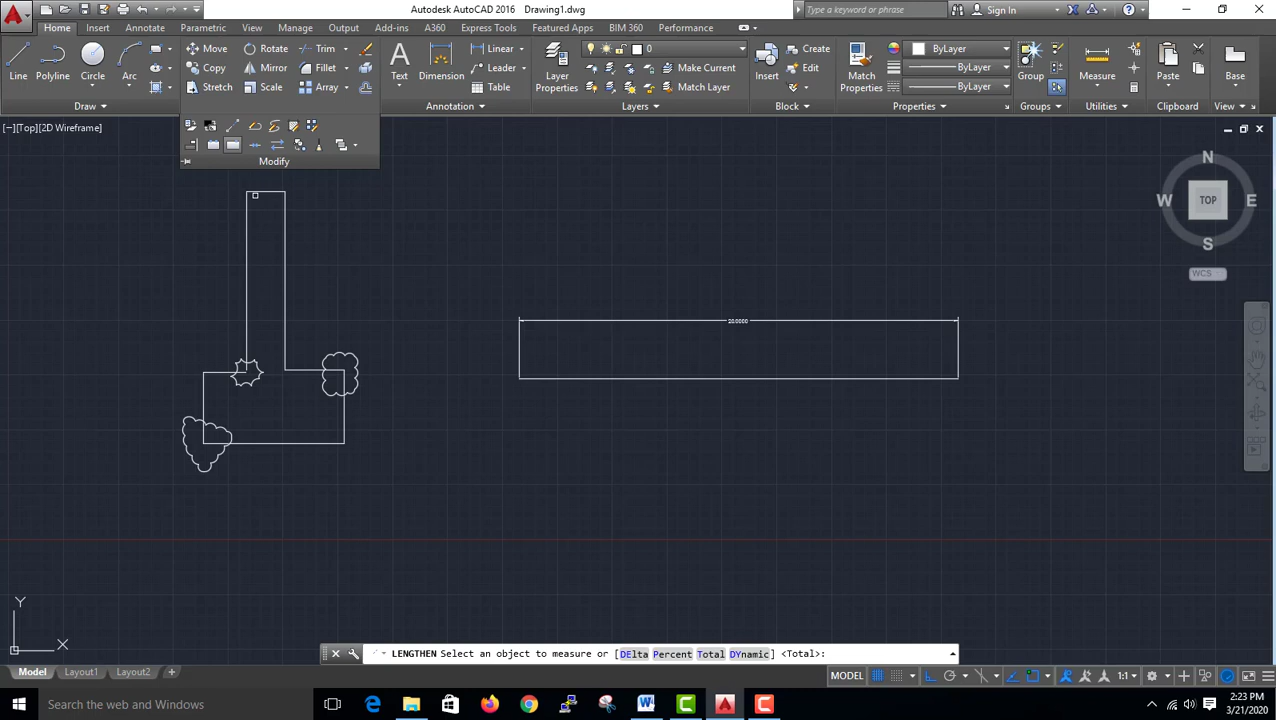 Autodesk AutoCAD 2016 Drawing1.dwg
Type a keyword or phrase
Sign In
Home Insert Annotate Parametric View Manage Output Add-ins A360 Express Tools Featured Apps BIM 360 Performance
Line Polyline Circle Arc
Move Rotate Trim
Copy Mirror Fillet
Stretch Scale Array
Text Dimension
Linear
Leader
Table
Layer Properties
0
Make Current
Match Layer
Insert
Create
Edit
Match Properties
ByLayer
ByLayer
ByLayer
Group Measure Paste Base
Draw Annotation Layers Block Properties Groups Utilities Clipboard View
[−][Top][2D Wireframe]
Modify
N
W TOP E
S
WCS
20.0000
Y
X
LENGTHEN Select an object to measure or [DElta Percent Total DYnamic] <Total>:
Model Layout1 Layout2 +
MODEL
1:1
Search the web and Windows
2:23 PM
3/21/2020